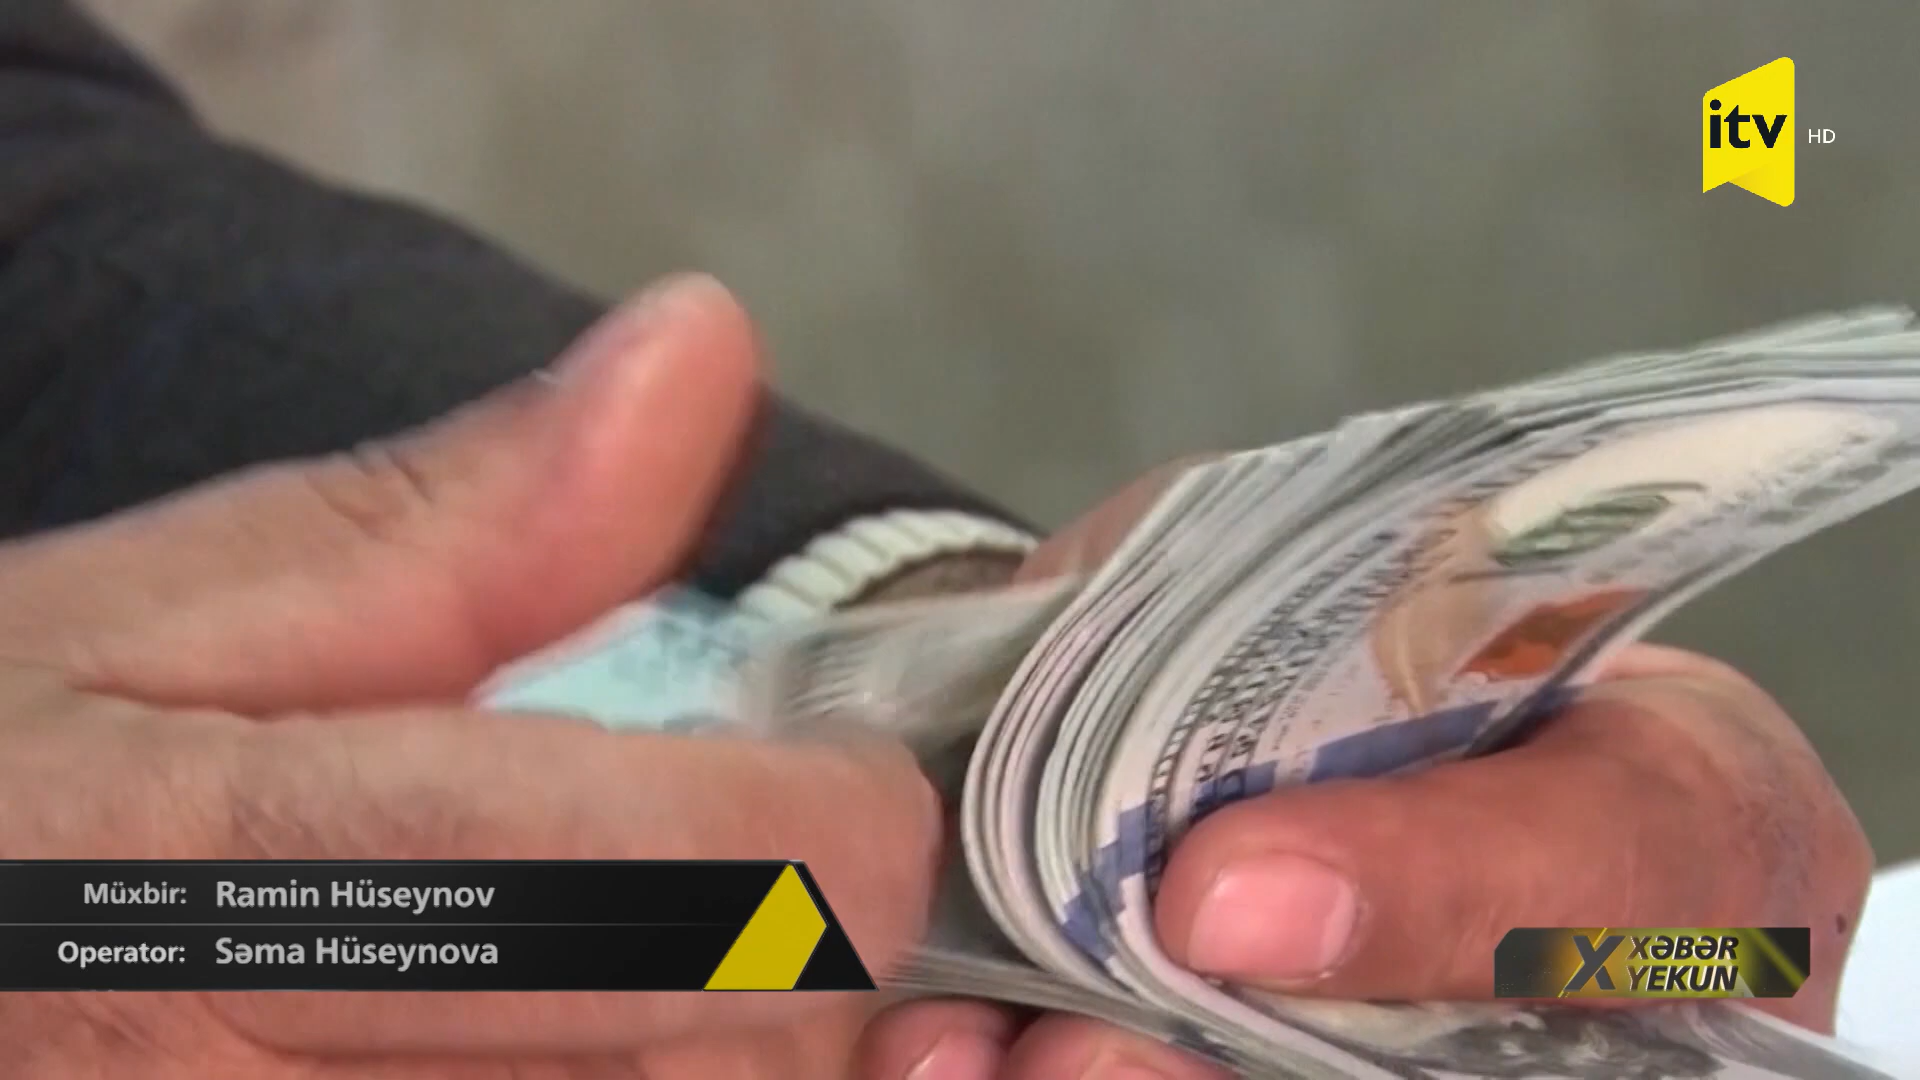 itv HD
Müxbir: Ramin Hüseynov
Operator: Səma Hüseynova
X XƏBƏR
YEKUN